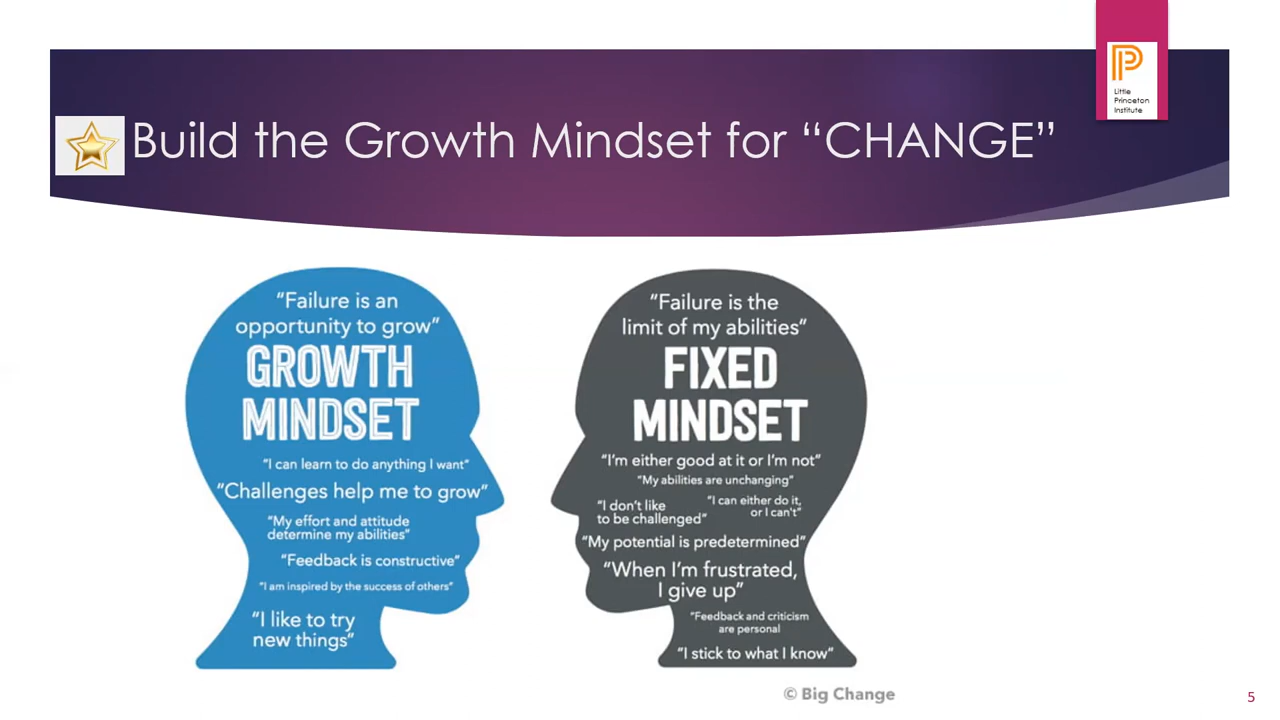 Little
Princeton
Institute
Build the Growth Mindset for “CHANGE”
“Failure is an
opportunity to grow”
GROWTH
MINDSET
“I can learn to do anything I want”
“Challenges help me to grow”
“My effort and attitude
determine my abilities”
“Feedback is constructive”
“I am inspired by the success of others”
“I like to try
new things”
“Failure is the
limit of my abilities”
FIXED
MINDSET
“I’m either good at it or I’m not”
“My abilities are unchanging”
“I don’t like
to be challenged”
“I can either do it,
or I can't”
“My potential is predetermined”
“When I’m frustrated,
I give up”
“Feedback and criticism
are personal
“I stick to what I know”
© Big Change
5